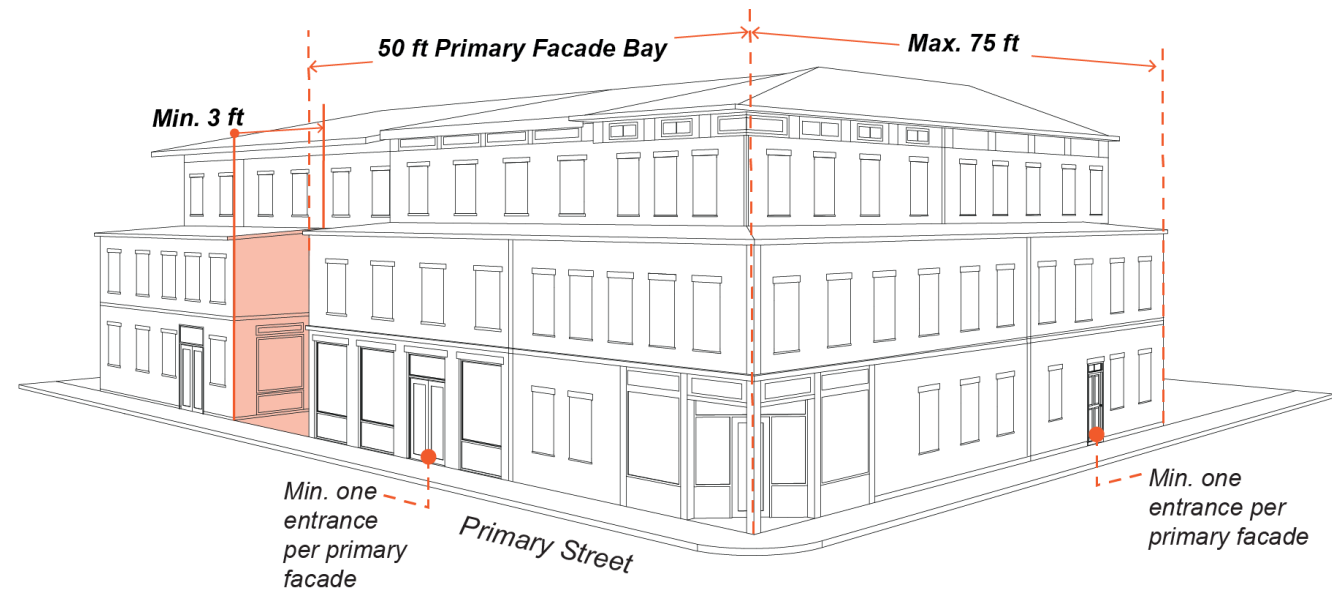 50 ft Primary Facade Bay
Max. 75 ft
Min. 3 ft
Min. one
entrance
per primary
facade
Primary Street
Min. one
entrance per
primary facade